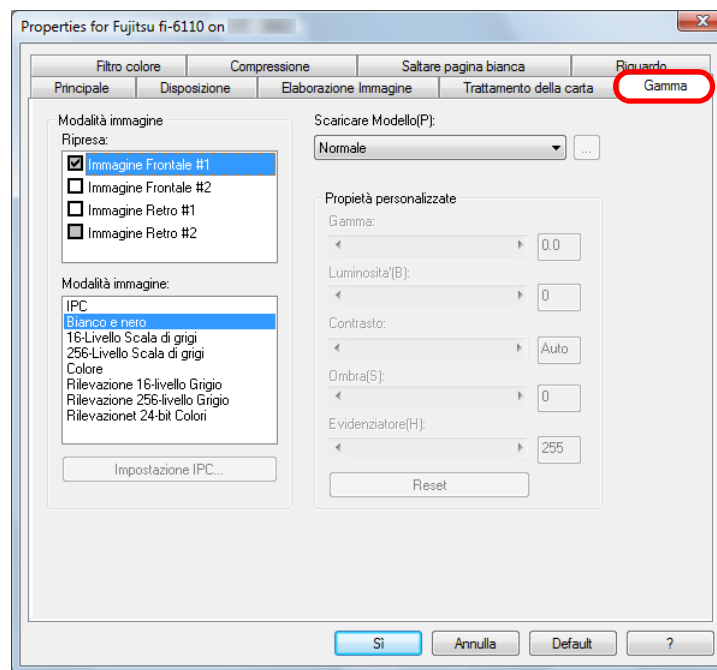 Properties for Fujitsu fi-6110 on
Filtro colore Compressione Saltare pagina bianca Riguardo
Principale Disposizione Elaborazione Immagine Trattamento della carta Gamma
Modalità immagine
Ripresa:
Immagine Frontale #1
Immagine Frontale #2
Immagine Retro #1
Immagine Retro #2
Modalità immagine:
IPC
Bianco e nero
16-Livello Scala di grigi
256-Livello Scala di grigi
Colore
Rilevazione 16-livello Grigio
Rilevazione 256-livello Grigio
Rilevazionet 24-bit Colori
Impostazione IPC...
Scaricare Modello(P):
Normale ...
Propietà personalizzate
Gamma:
0.0
Luminosita'(B):
0
Contrasto:
Auto
Ombra(S):
0
Evidenziatore(H):
255
Reset
Sì Annulla Default ?